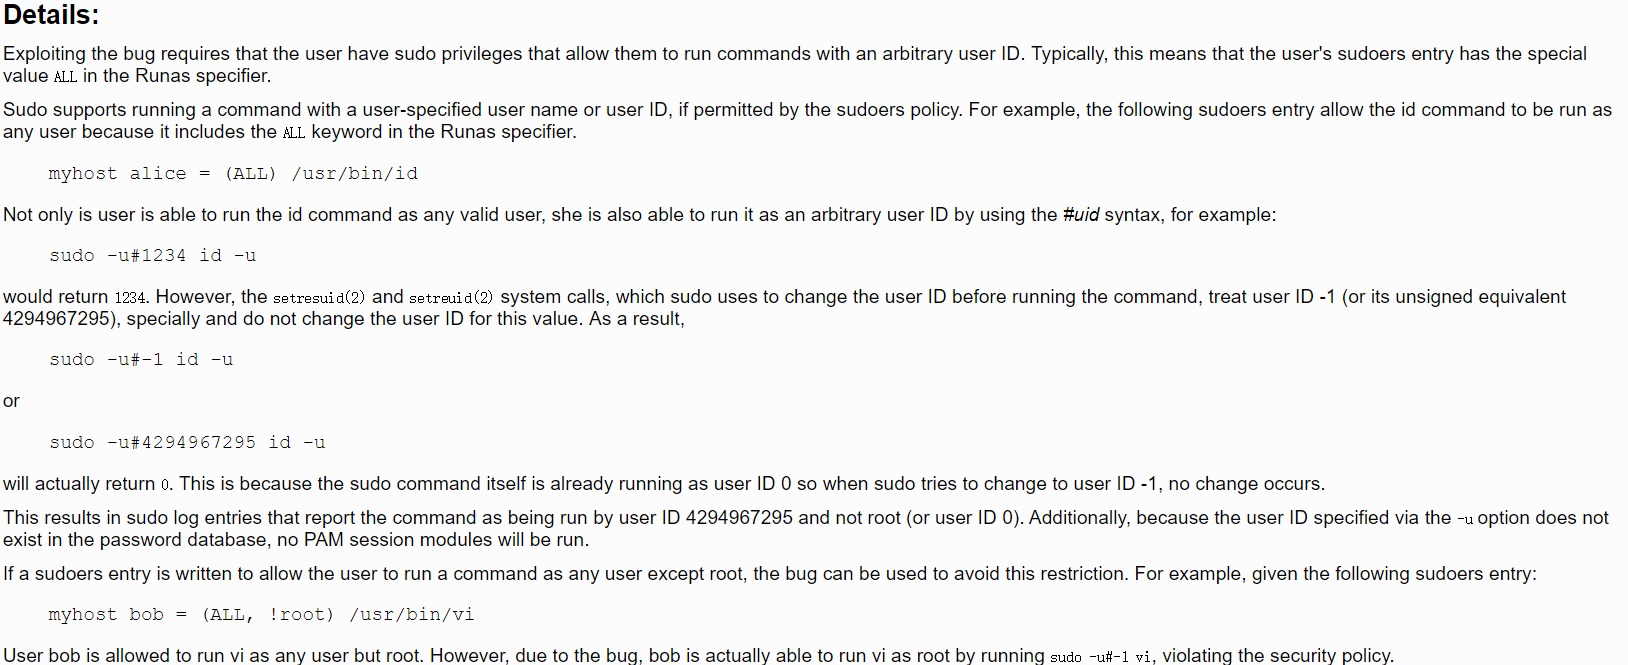 Details:
Exploiting the bug requires that the user have sudo privileges that allow them to run commands with an arbitrary user ID. Typically, this means that the user's sudoers entry has the special
value ALL in the Runas specifier.
Sudo supports running a command with a user-specified user name or user ID, if permitted by the sudoers policy. For example, the following sudoers entry allow the id command to be run as
any user because it includes the ALL keyword in the Runas specifier.
myhost alice = (ALL) /usr/bin/id
Not only is user is able to run the id command as any valid user, she is also able to run it as an arbitrary user ID by using the #uid syntax, for example:
sudo -u#1234 id -u
would return 1234. However, the setresuid(2) and setreuid(2) system calls, which sudo uses to change the user ID before running the command, treat user ID -1 (or its unsigned equivalent
4294967295), specially and do not change the user ID for this value. As a result,
sudo -u#-1 id -u
or
sudo -u#4294967295 id -u
will actually return 0. This is because the sudo command itself is already running as user ID 0 so when sudo tries to change to user ID -1, no change occurs.
This results in sudo log entries that report the command as being run by user ID 4294967295 and not root (or user ID 0). Additionally, because the user ID specified via the -u option does not
exist in the password database, no PAM session modules will be run.
If a sudoers entry is written to allow the user to run a command as any user except root, the bug can be used to avoid this restriction. For example, given the following sudoers entry:
myhost bob = (ALL, !root) /usr/bin/vi
User bob is allowed to run vi as any user but root. However, due to the bug, bob is actually able to run vi as root by running sudo -u#-1 vi, violating the security policy.